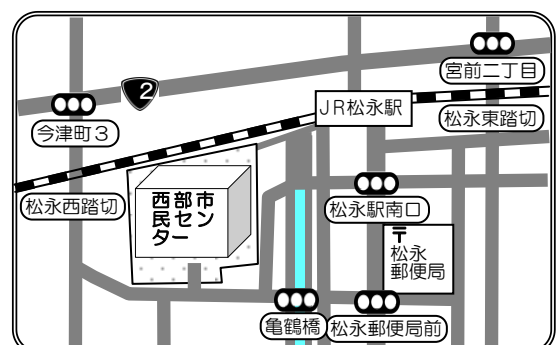 宮前二丁目
2
今津町3
JR松永駅
松永東踏切
松永西踏切
西部市
民セン
ター
松永駅南口
〒
松永
郵便局
亀鶴橋
松永郵便局前